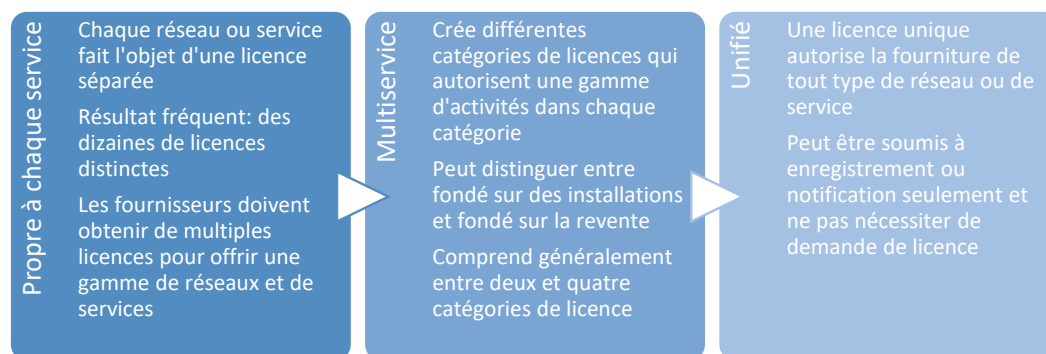 Propre à chaque service
Chaque réseau ou service
fait l'objet d'une licence
séparée
Résultat fréquent: des
dizaines de licences
distinctes
Les fournisseurs doivent
obtenir de multiples
licences pour offrir une
gamme de réseaux et de
services
Multiservice
Crée différentes
catégories de licences qui
autorisent une gamme
d'activités dans chaque
catégorie
Peut distinguer entre
fondé sur des installations
et fondé sur la revente
Comprend généralement
entre deux et quatre
catégories de licence
Unifié
Une licence unique
autorise la fourniture de
tout type de réseau ou de
service
Peut être soumis à
enregistrement ou
notification seulement et
ne pas nécessiter de
demande de licence